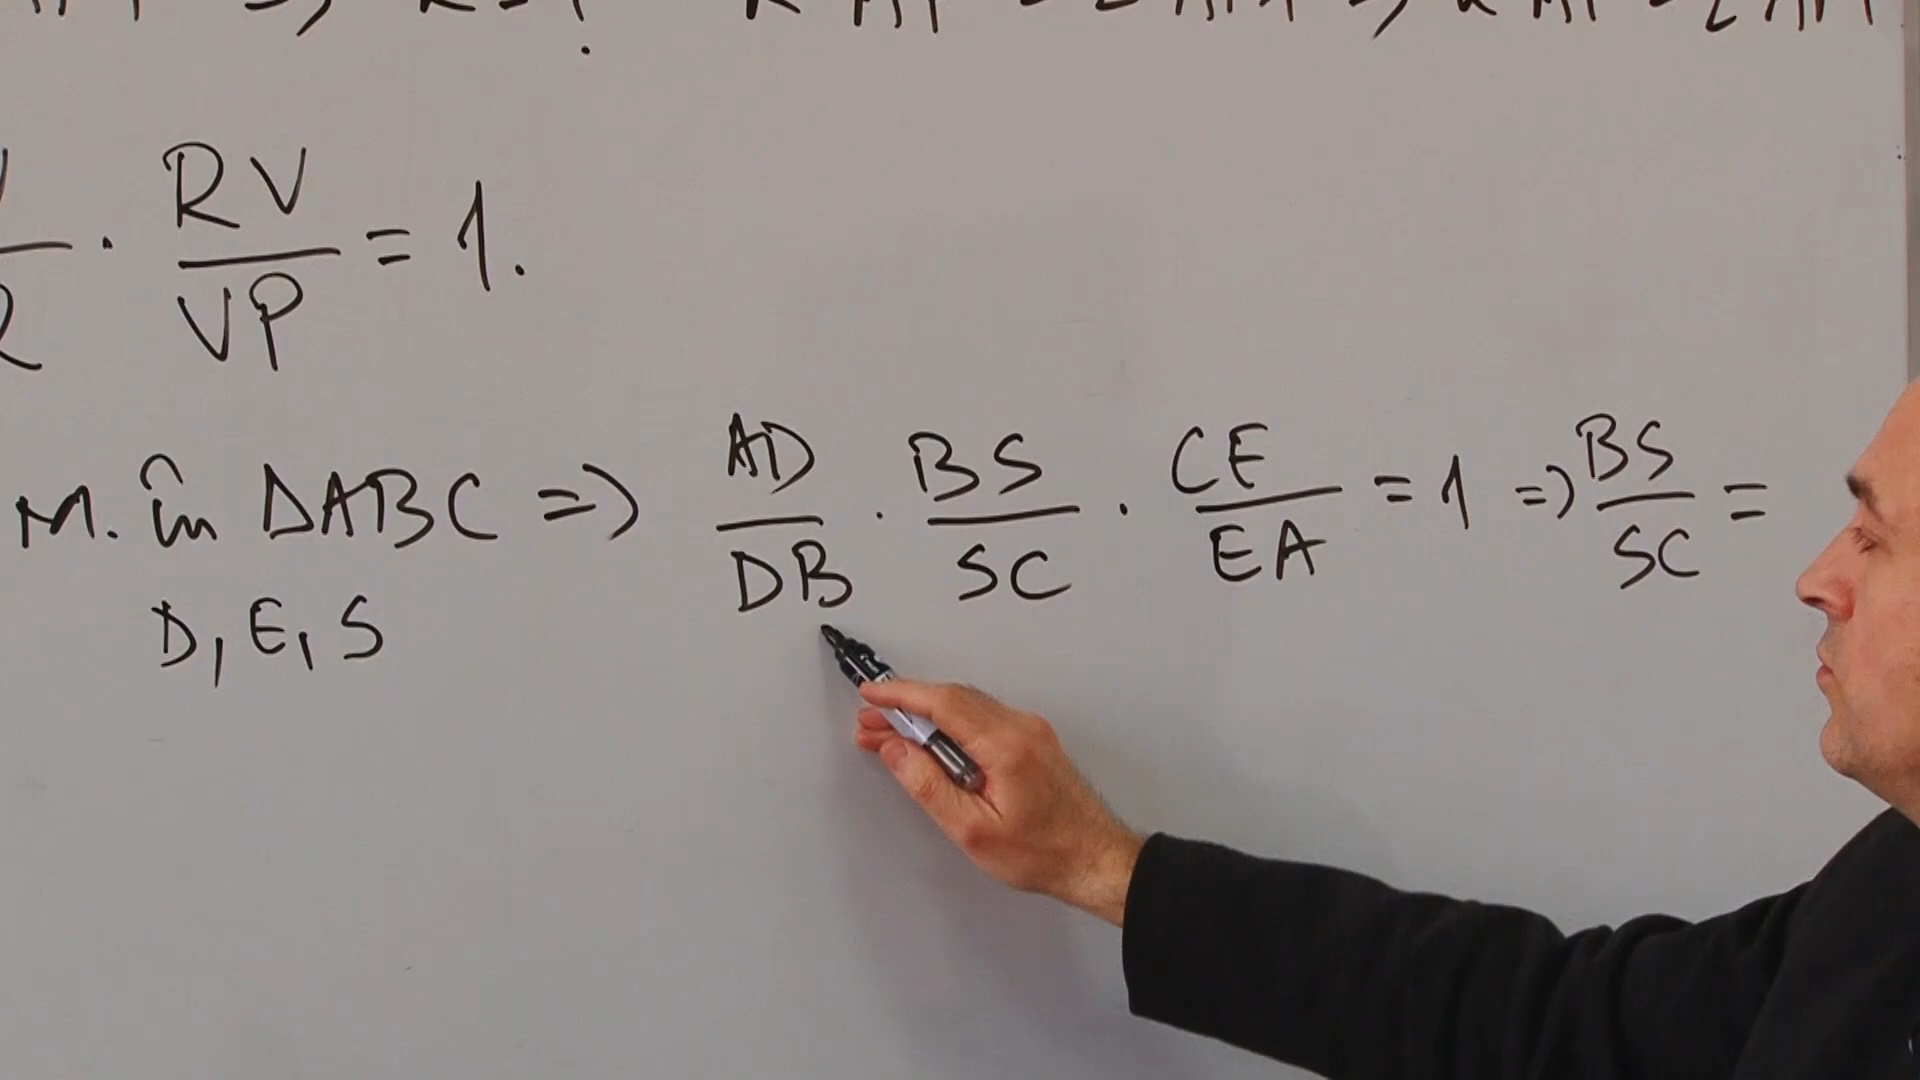 · RV/VP = 1.
M. în ΔABC => AD/DB · BS/SC · CE/EA = 1 => BS/SC =
D, E, S